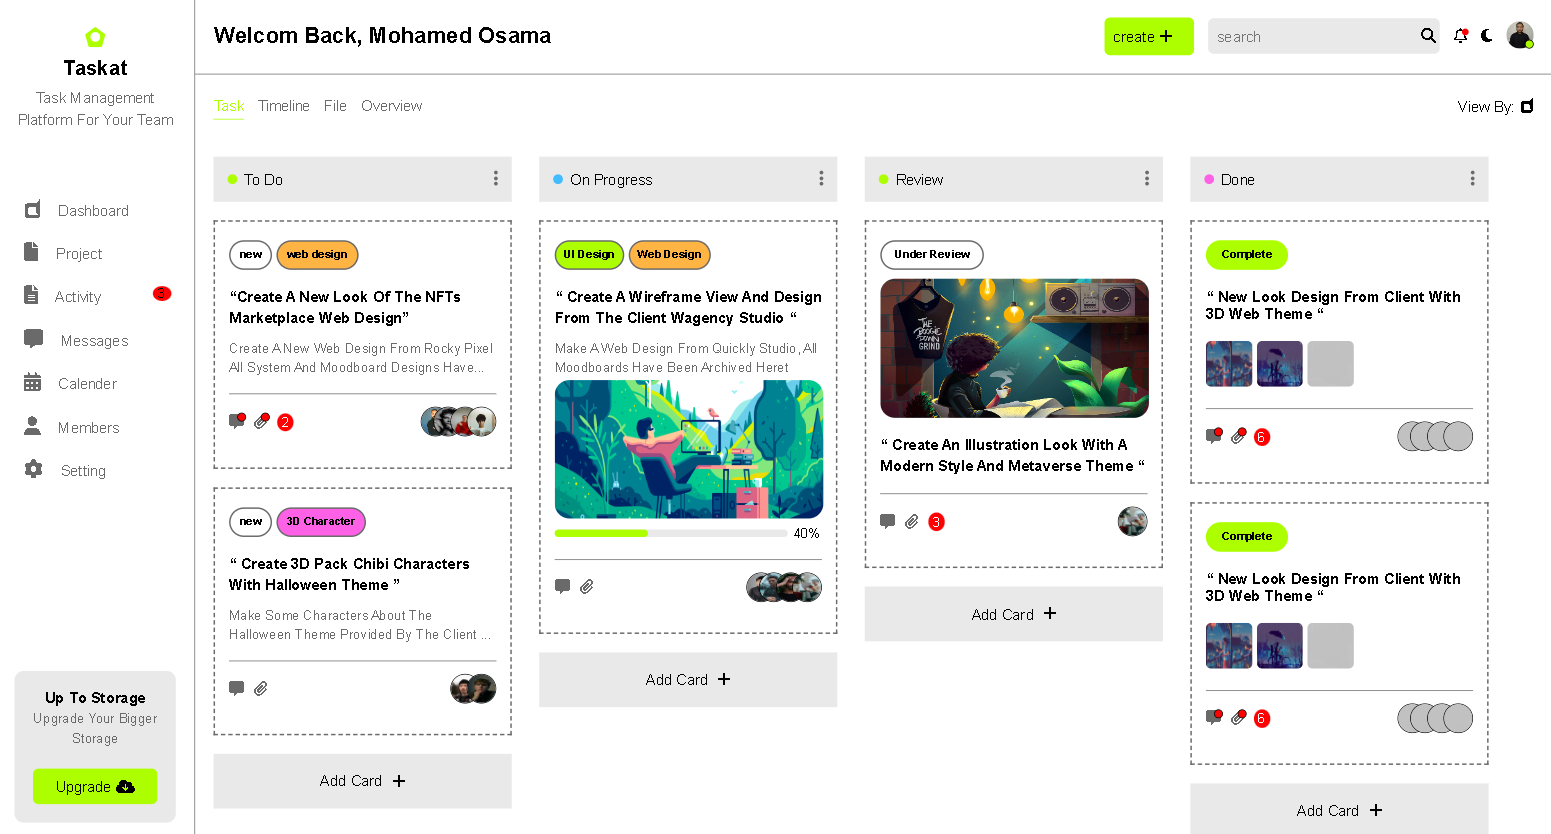 Taskat
Task Management
Platform For Your Team
Dashboard
Project
Activity 3
Messages
Calender
Members
Setting
Up To Storage
Upgrade Your Bigger
Storage
Upgrade
Welcom Back, Mohamed Osama
create +
search
Task Timeline File Overview
View By:
To Do
new web design
“Create A New Look Of The NFTs
Marketplace Web Design”
Create A New Web Design From Rocky Pixel
All System And Moodboard Designs Have...
2
new 3D Character
“ Create 3D Pack Chibi Characters
With Halloween Theme ”
Make Some Characters About The
Halloween Theme Provided By The Client ...
Add Card +
On Progress
UI Design Web Design
“ Create A Wireframe View And Design
From The Client Wagency Studio “
Make A Web Design From Quickly Studio, All
Moodboards Have Been Archived Heret
40%
Add Card +
Review
Under Review
THE
BOOGIE
DOWN
GRIND
“ Create An Illustration Look With A
Modern Style And Metaverse Theme “
3
Add Card +
Done
Complete
“ New Look Design From Client With
3D Web Theme “
6
Complete
“ New Look Design From Client With
3D Web Theme “
6
Add Card +